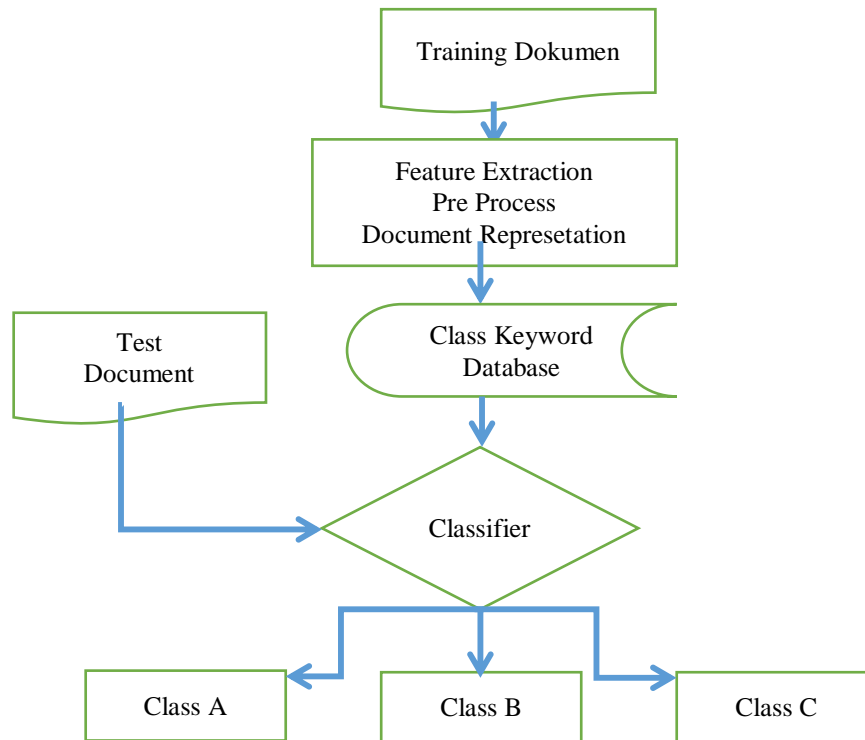 Training Dokumen
Feature Extraction
Pre Process
Document Represetation
Class Keyword
Database
Test
Document
Classifier
Class A
Class B
Class C